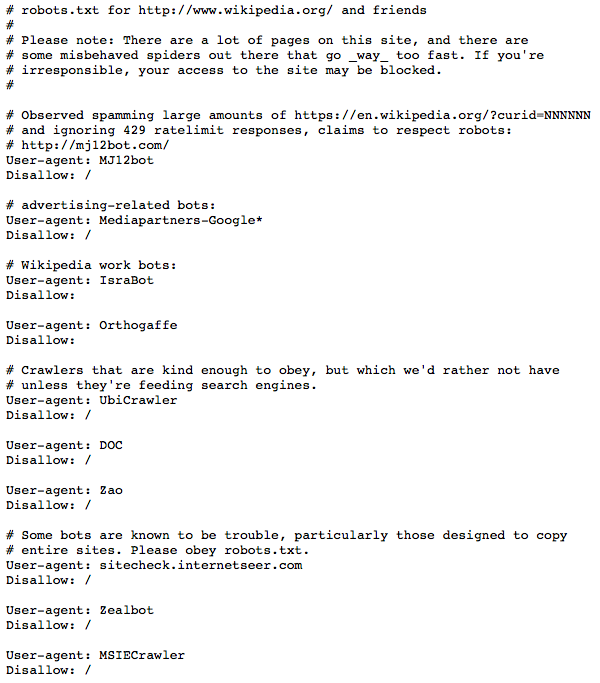 # robots.txt for http://www.wikipedia.org/ and friends
#
# Please note: There are a lot of pages on this site, and there are
# some misbehaved spiders out there that go _way_ too fast. If you're
# irresponsible, your access to the site may be blocked.
#

# Observed spamming large amounts of https://en.wikipedia.org/?curid=NNNNNN
# and ignoring 429 ratelimit responses, claims to respect robots:
# http://mj12bot.com/
User-agent: MJ12bot
Disallow: /

# advertising-related bots:
User-agent: Mediapartners-Google*
Disallow: /

# Wikipedia work bots:
User-agent: IsraBot
Disallow:

User-agent: Orthogaffe
Disallow:

# Crawlers that are kind enough to obey, but which we'd rather not have
# unless they're feeding search engines.
User-agent: UbiCrawler
Disallow: /

User-agent: DOC
Disallow: /

User-agent: Zao
Disallow: /

# Some bots are known to be trouble, particularly those designed to copy
# entire sites. Please obey robots.txt.
User-agent: sitecheck.internetseer.com
Disallow: /

User-agent: Zealbot
Disallow: /

User-agent: MSIECrawler
Disallow: /